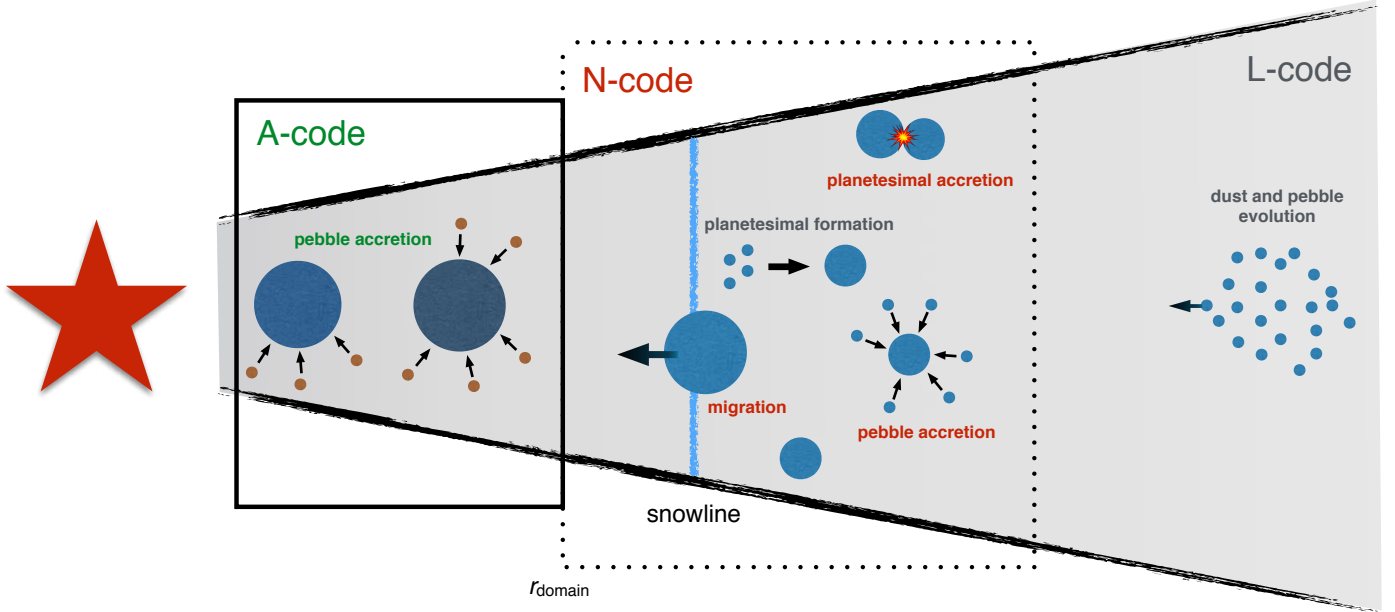 N-code
L-code
A-code
planetesimal accretion
dust and pebble
evolution
planetesimal formation
pebble accretion
migration
pebble accretion
snowline
rdomain